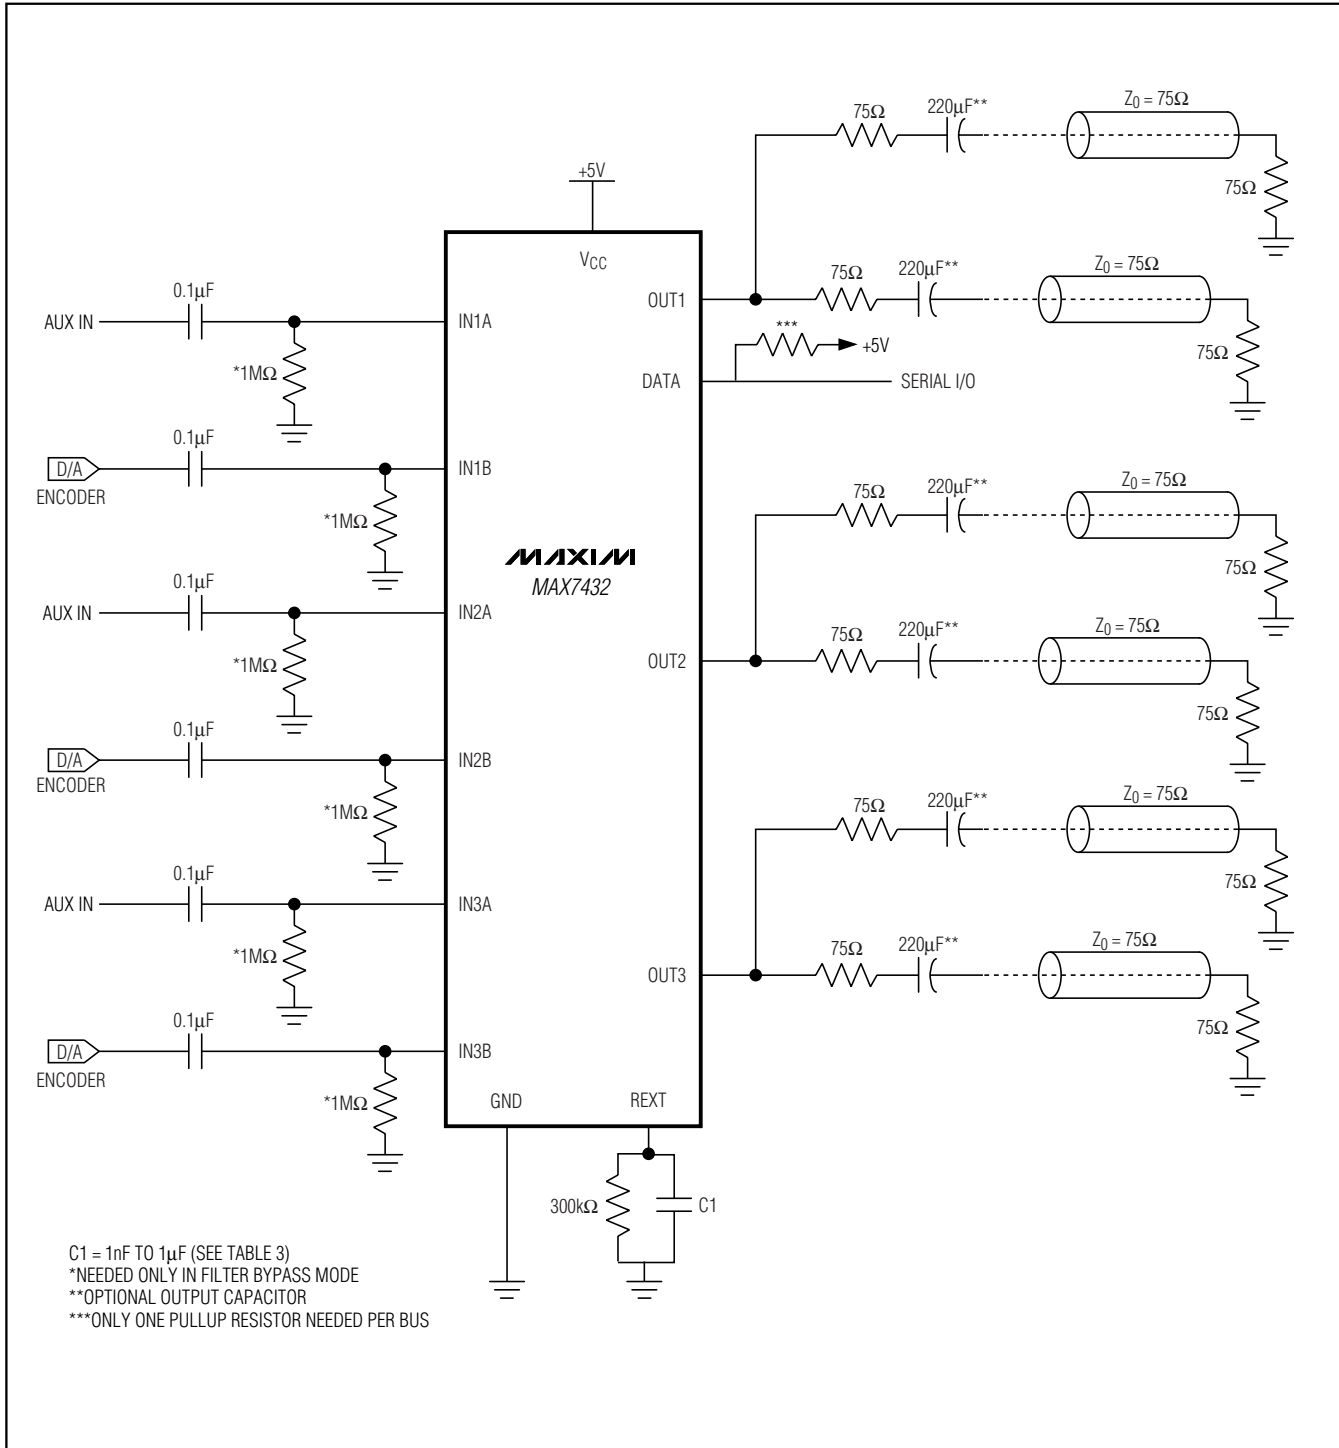 75Ω
220µF**
Z0 = 75Ω
75Ω
+5V
VCC
75Ω
220µF**
Z0 = 75Ω
OUT1
75Ω
***
+5V
DATA
SERIAL I/O
0.1µF
AUX IN
IN1A
*1MΩ
0.1µF
D/A
ENCODER
IN1B
*1MΩ
75Ω
220µF**
Z0 = 75Ω
75Ω
MAXIM
MAX7432
0.1µF
AUX IN
IN2A
*1MΩ
75Ω
220µF**
Z0 = 75Ω
OUT2
75Ω
0.1µF
D/A
ENCODER
IN2B
*1MΩ
75Ω
220µF**
Z0 = 75Ω
75Ω
0.1µF
AUX IN
IN3A
*1MΩ
75Ω
220µF**
Z0 = 75Ω
OUT3
75Ω
0.1µF
D/A
ENCODER
IN3B
*1MΩ
GND
REXT
300kΩ
C1
C1 = 1nF TO 1µF (SEE TABLE 3)
*NEEDED ONLY IN FILTER BYPASS MODE
**OPTIONAL OUTPUT CAPACITOR
***ONLY ONE PULLUP RESISTOR NEEDED PER BUS